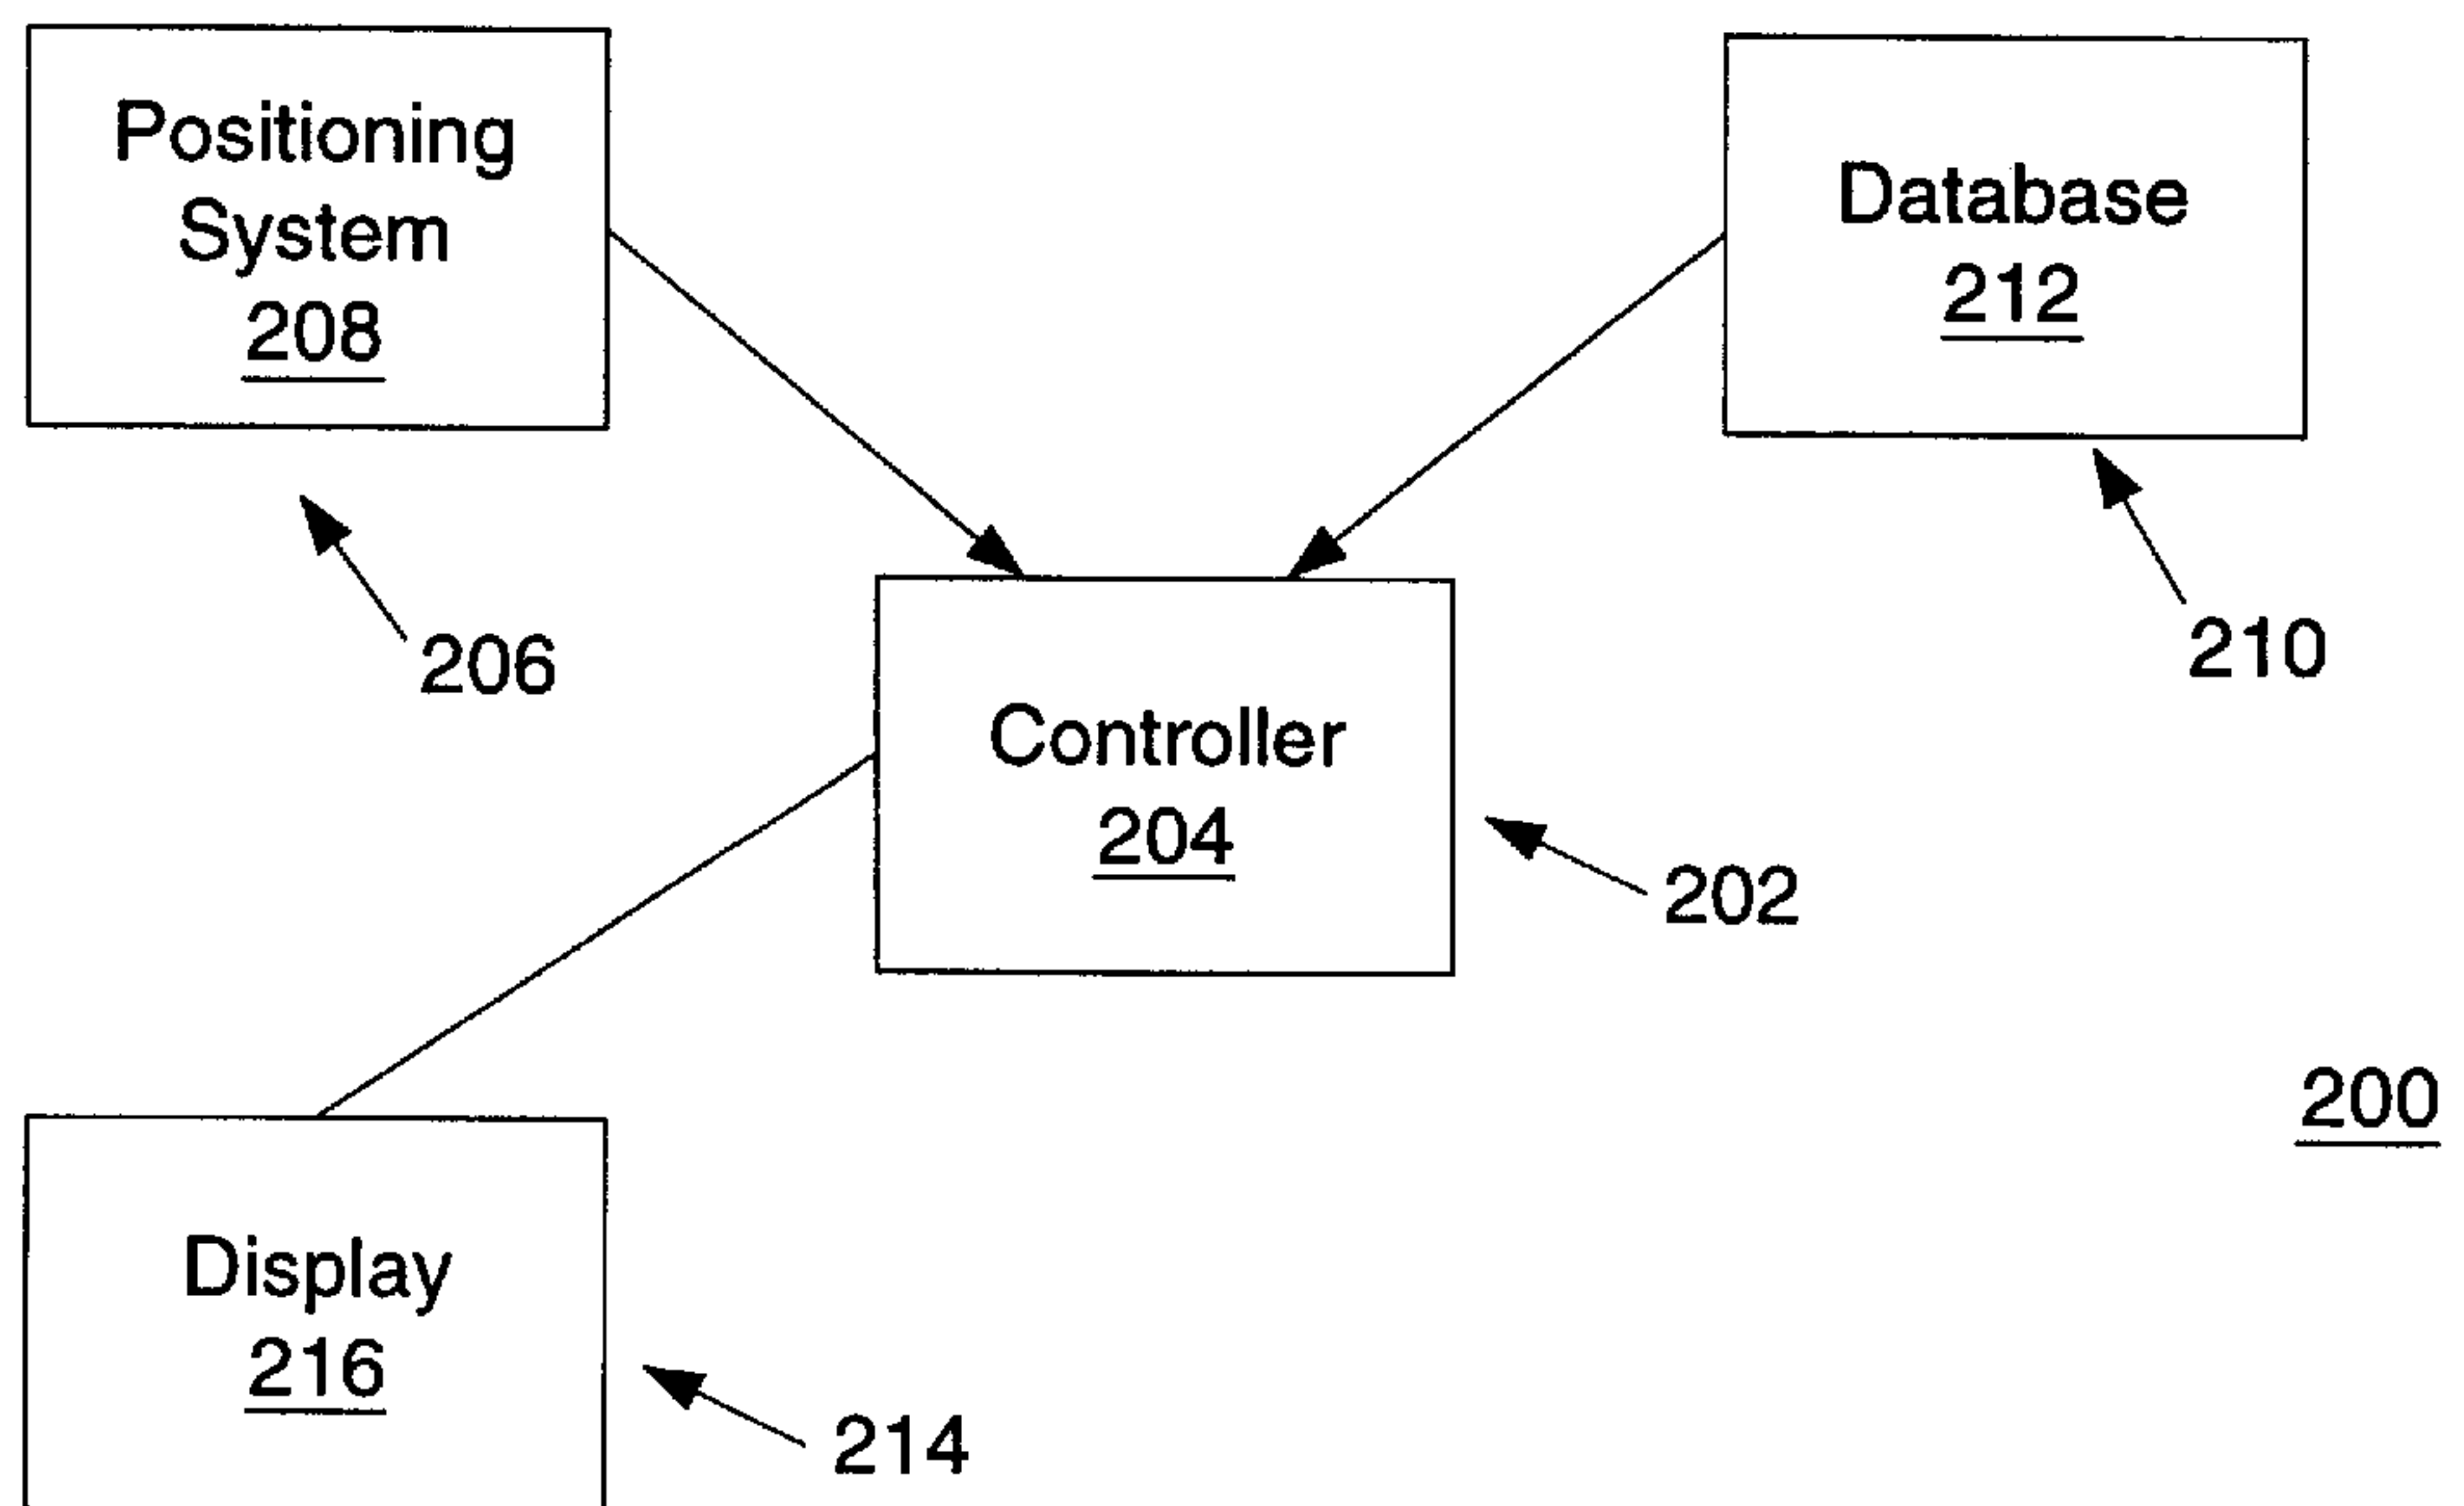 Positioning
System
208
Database
212
206
210
Controller
204
202
200
Display
216
214